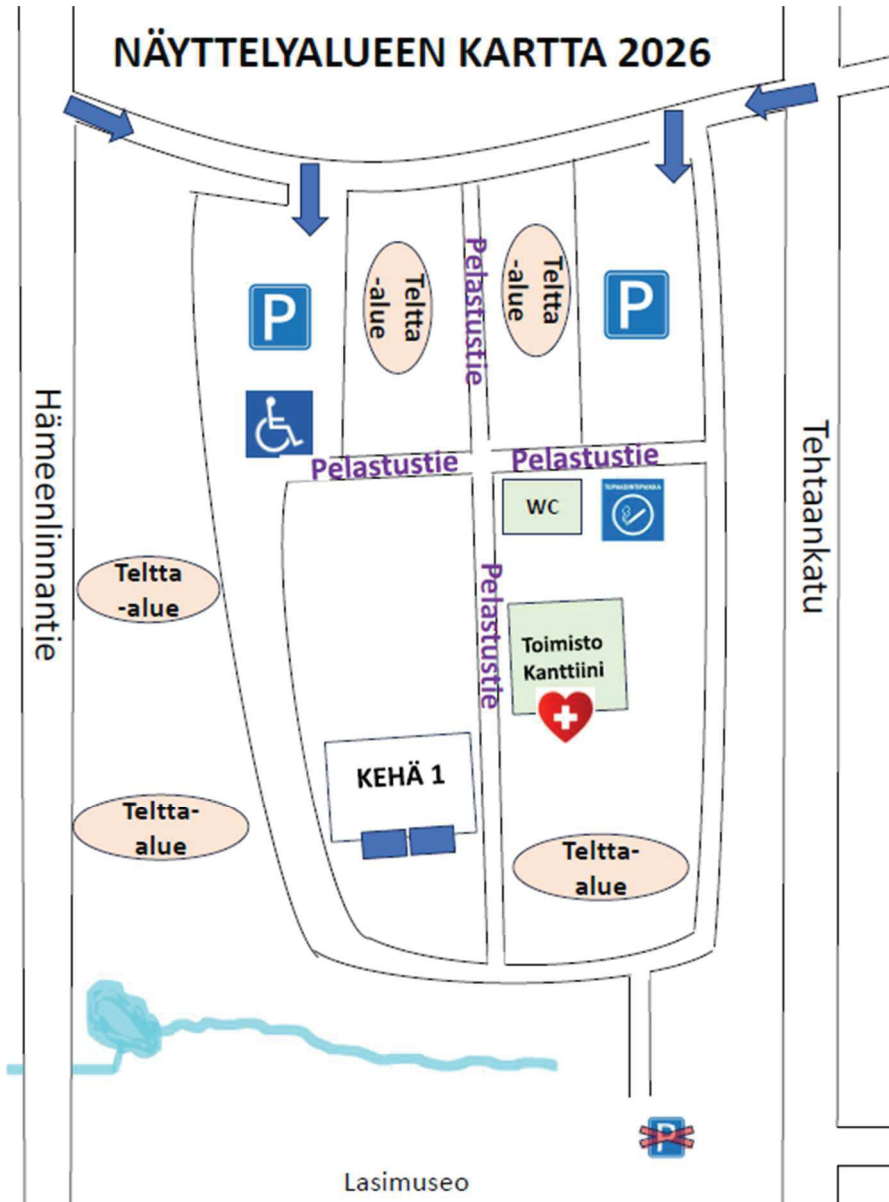 NÄYTTELYALUEEN KARTTA 2026
Teltta
-alue
Pelastustie
Teltta
-alue
P
P
Hämeenlinnantie
Tehtaankatu
Pelastustie
Pelastustie
WC
TUPAKOINTIPAIKKA
Teltta
-alue
Pelastustie
Toimisto
Kanttiini
KEHÄ 1
Teltta-
alue
Teltta-
alue
P
Lasimuseo